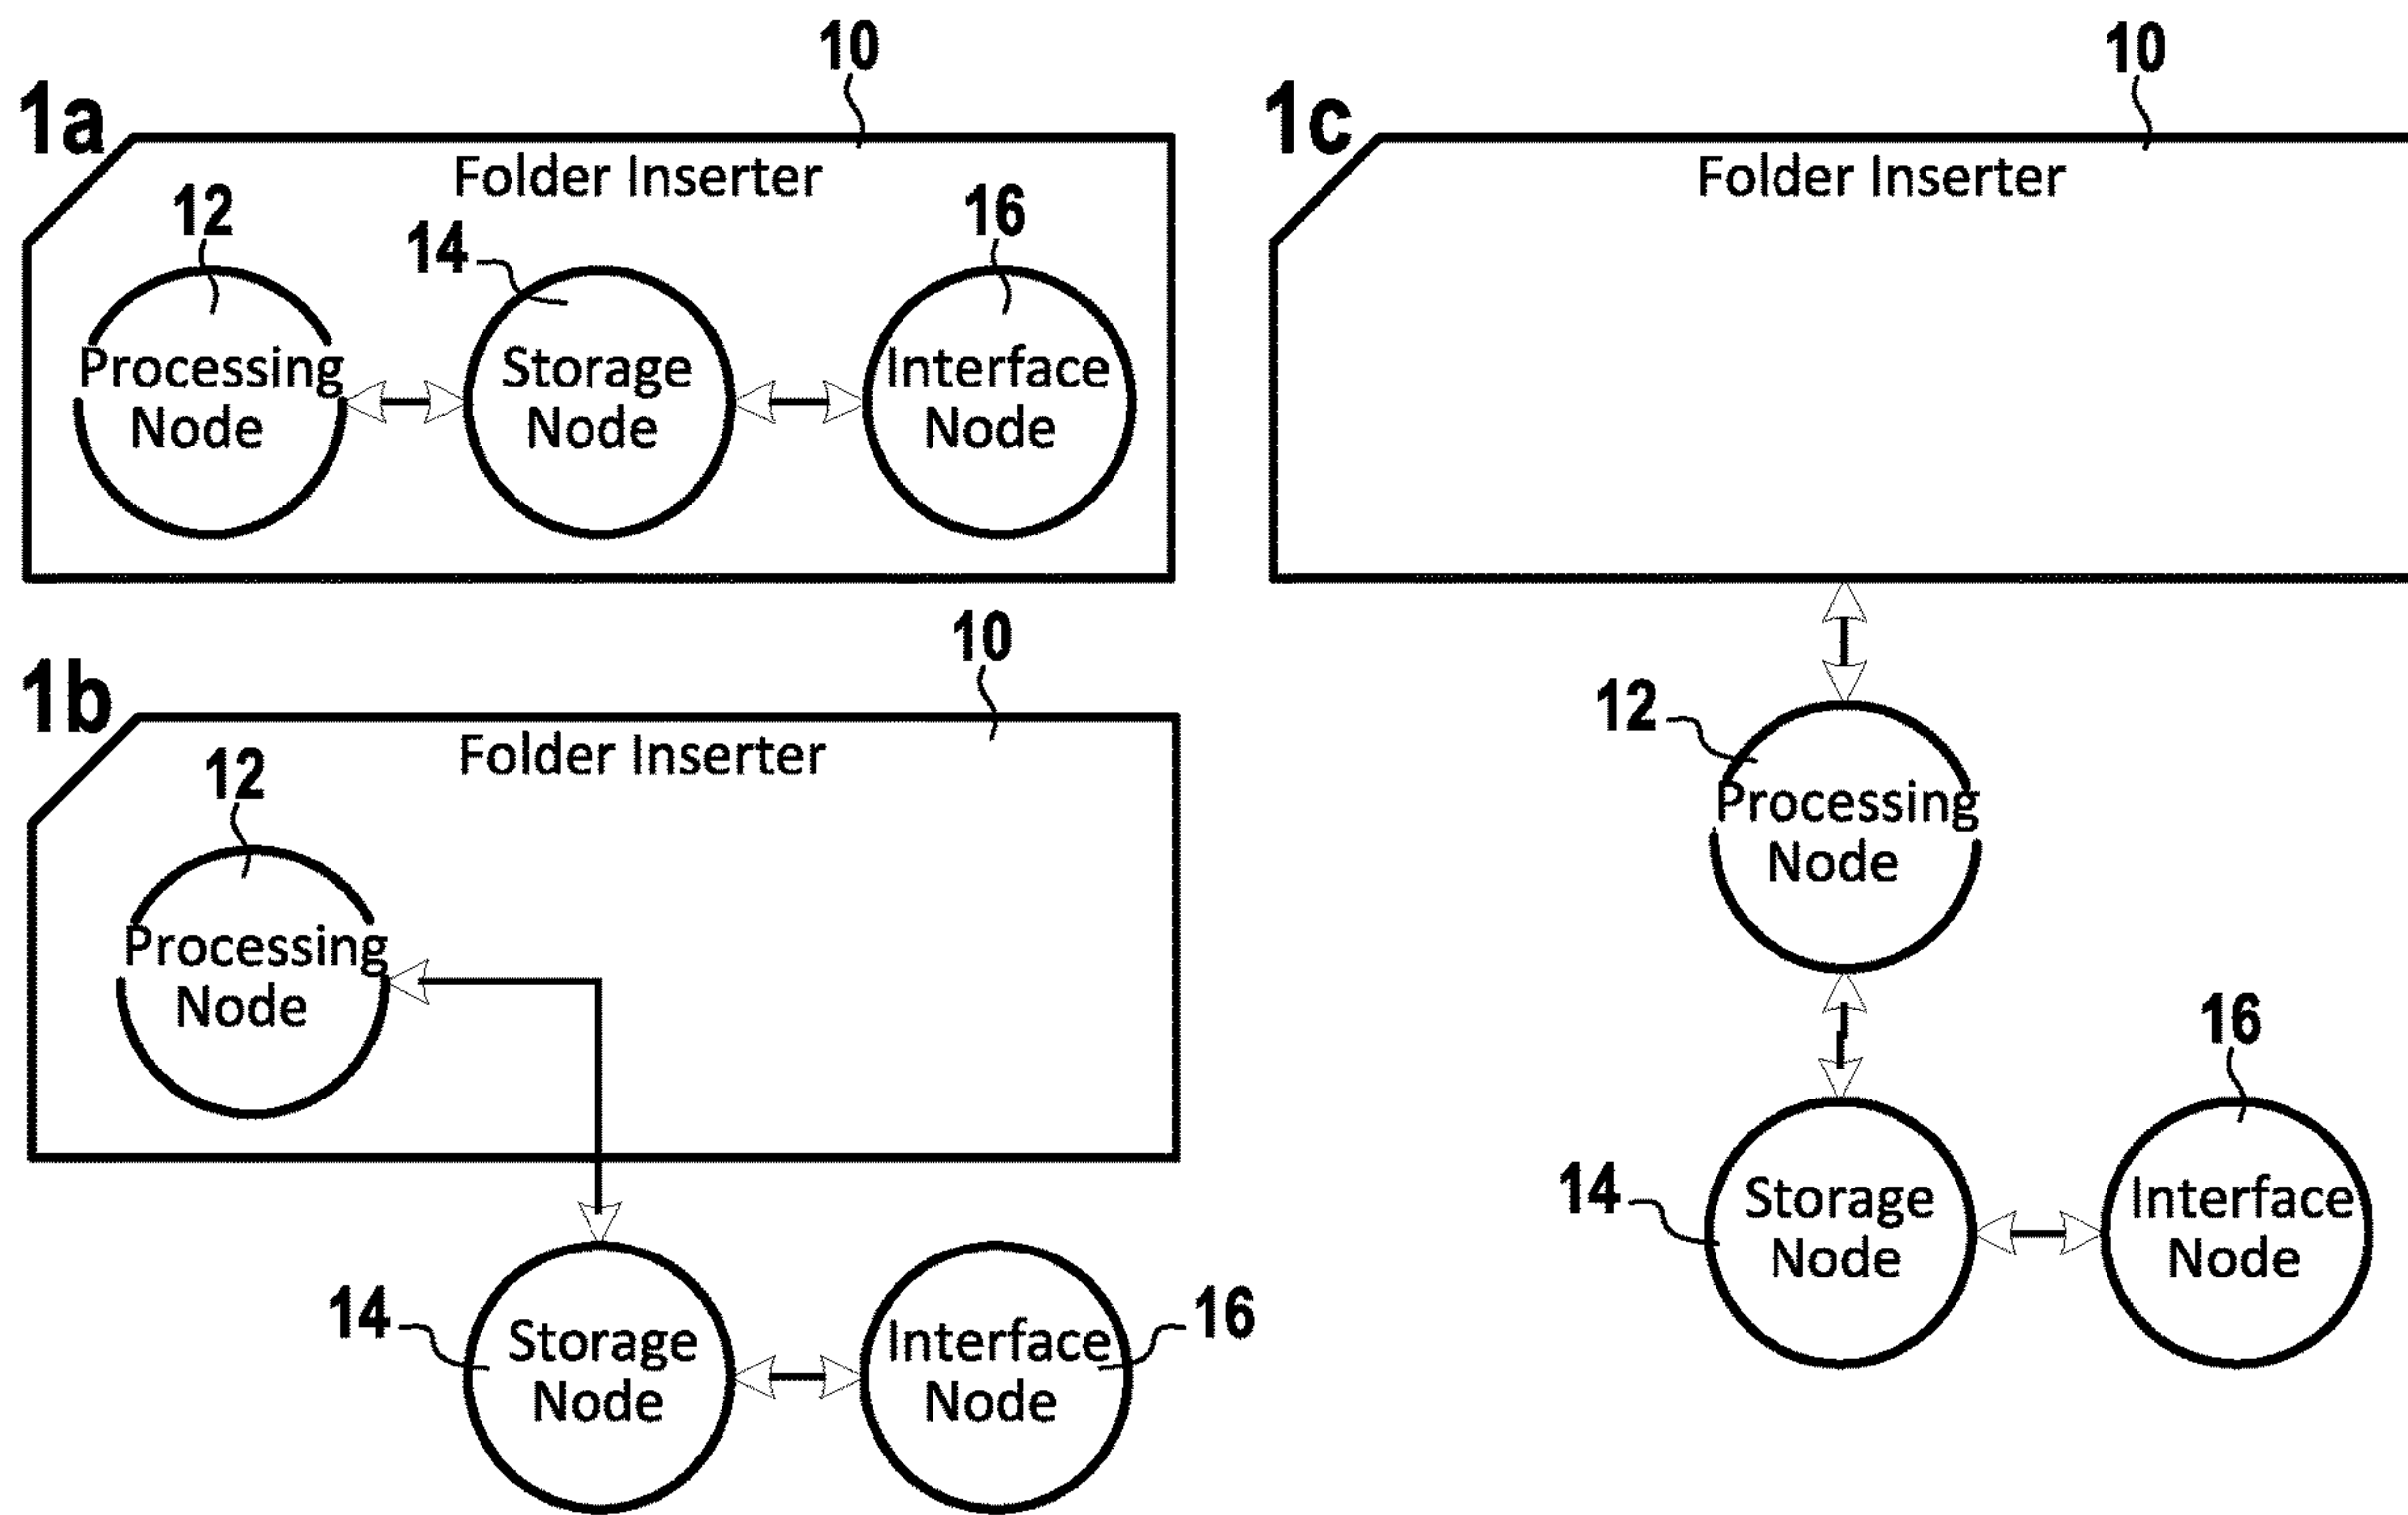 10
1a
Folder Inserter
12
14
16
Processing
Node
Storage
Node
Interface
Node
10
1b
Folder Inserter
12
Processing
Node
14
Storage
Node
Interface
Node
16
10
1c
Folder Inserter
12
Processing
Node
16
14
Storage
Node
Interface
Node